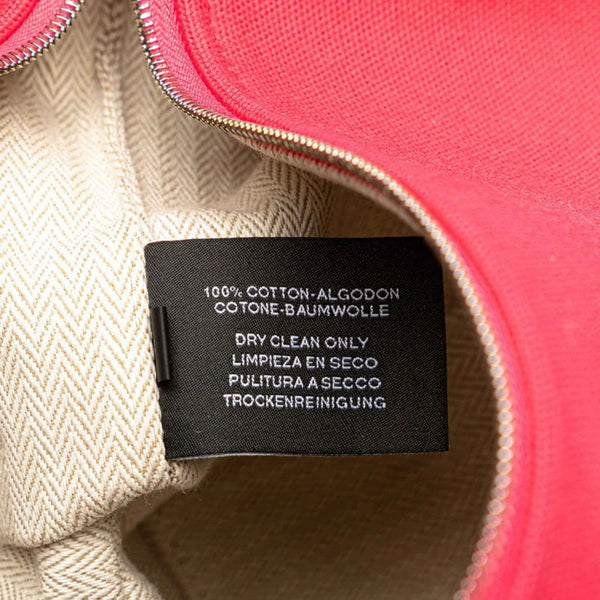 100% COTTON-ALGODON
COTONE-BAUMWOLLE
DRY CLEAN ONLY
LIMPIEZA EN SECO
PULITURA A SECCO
TROCKENREINIGUNG